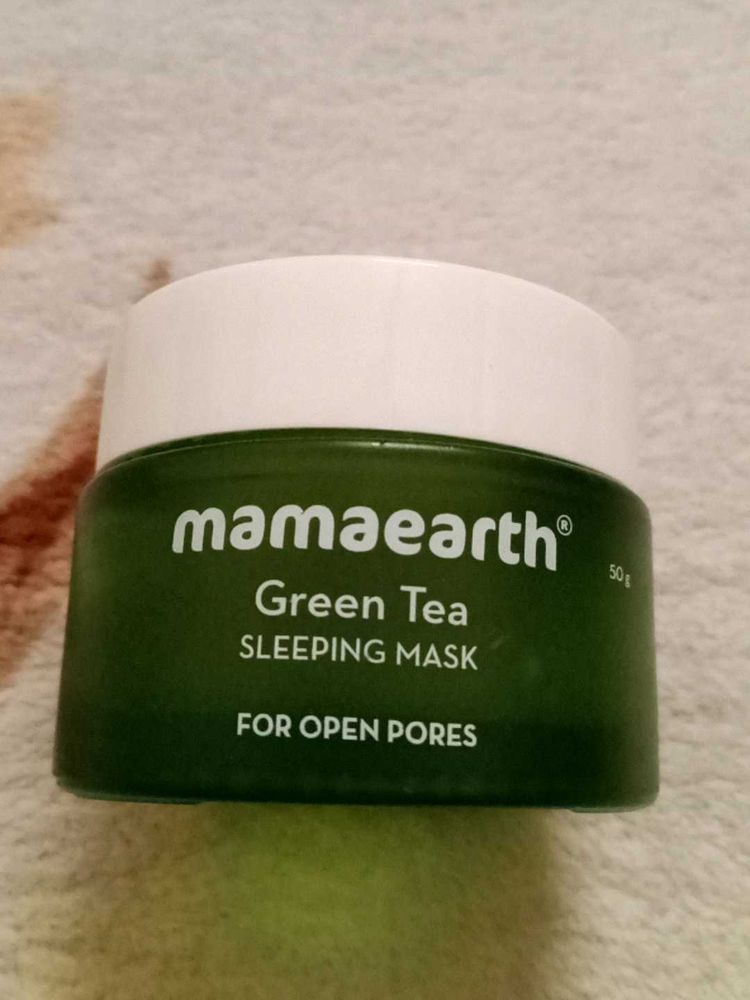 mamaearth®
50 g
Green Tea
SLEEPING MASK
FOR OPEN PORES